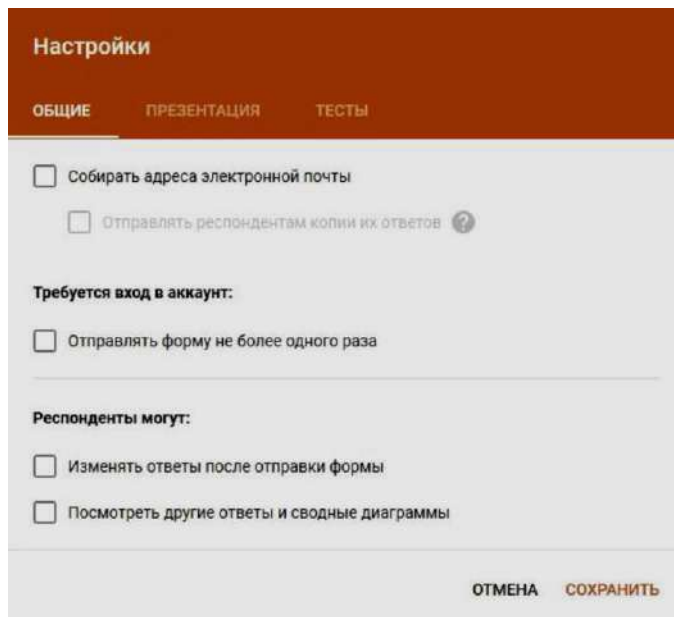 Настройки
ОБЩИЕ ПРЕЗЕНТАЦИЯ ТЕСТЫ
Собирать адреса электронной почты
Отправлять респондентам копии их ответов ?
Требуется вход в аккаунт:
Отправлять форму не более одного раза
Респонденты могут:
Изменять ответы после отправки формы
Посмотреть другие ответы и сводные диаграммы
ОТМЕНА СОХРАНИТЬ